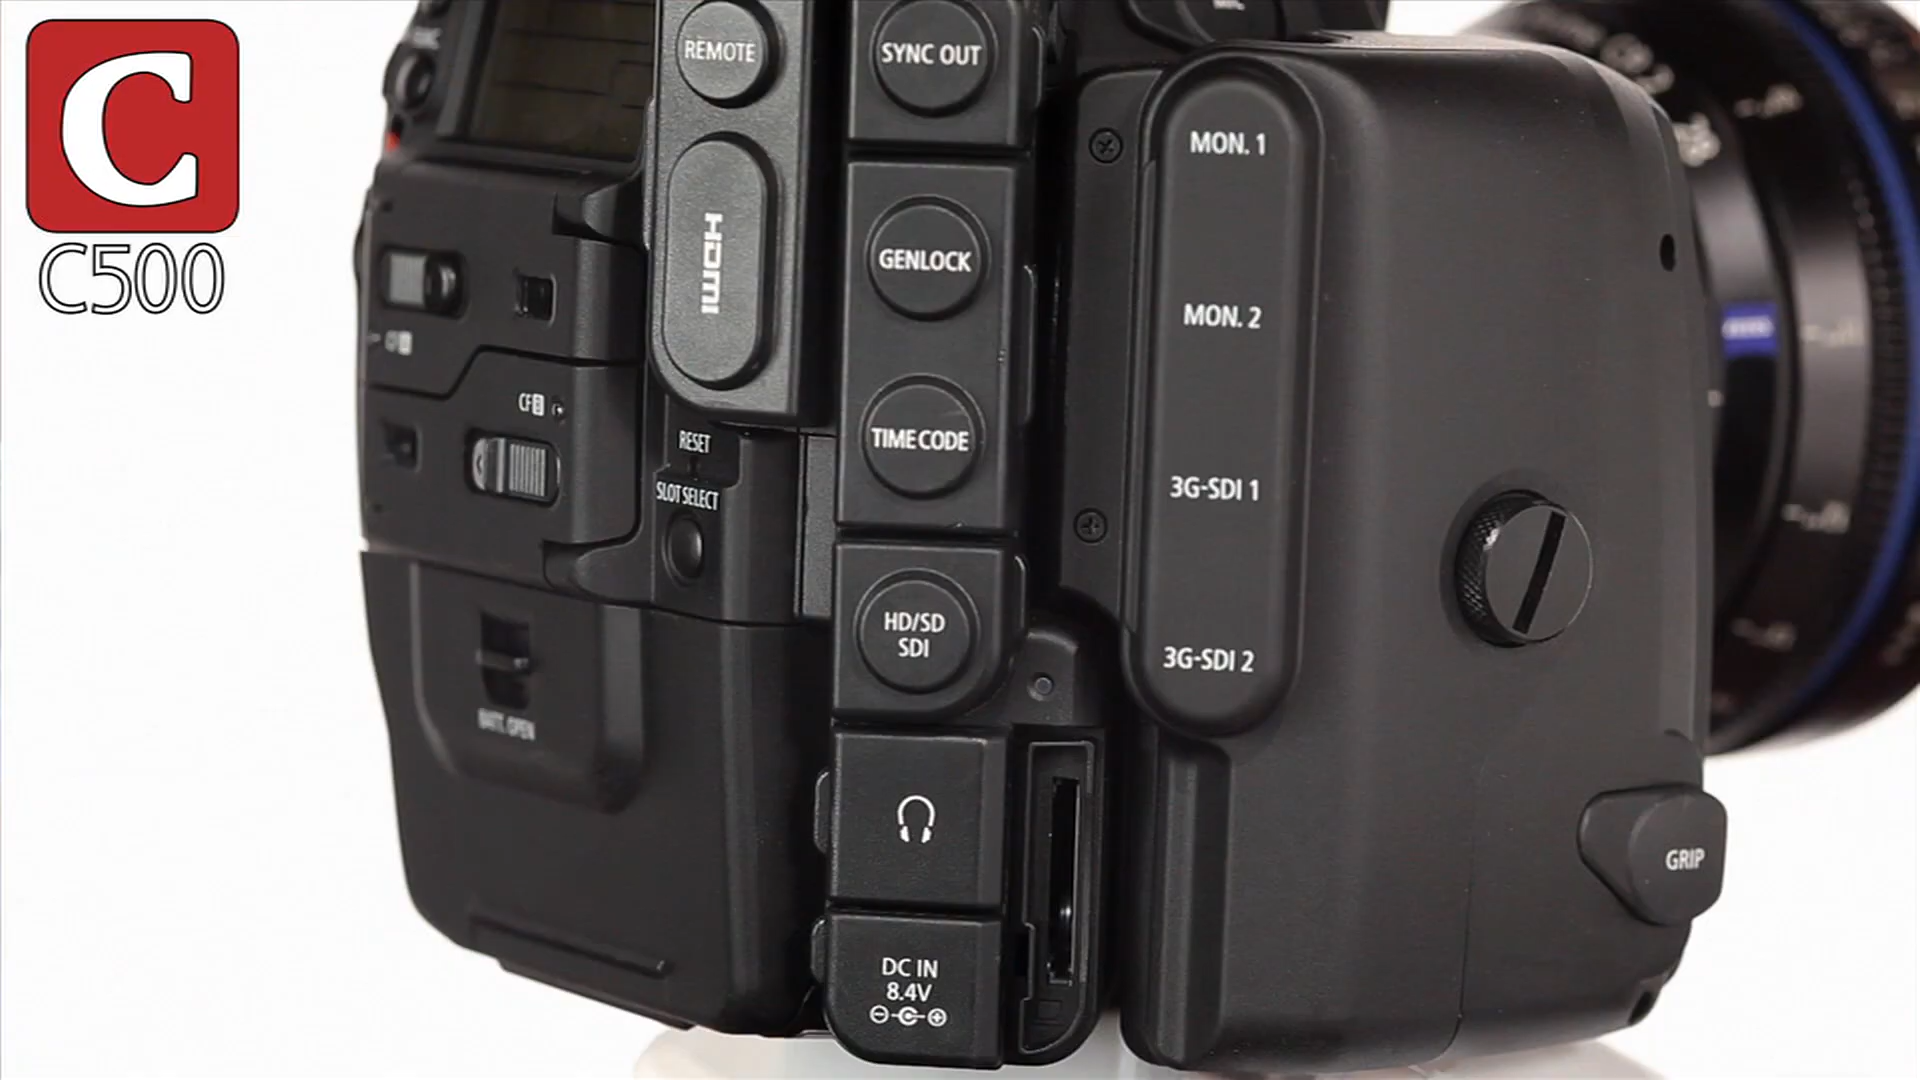 C
C500
REMOTE
SYNC OUT
HDMI
GENLOCK
TIME CODE
MON. 1
MON. 2
3G-SDI 1
3G-SDI 2
CF
RESET
SLOT SELECT
HD/SD
SDI
BATT. OPEN
DC IN
8.4V
GRIP